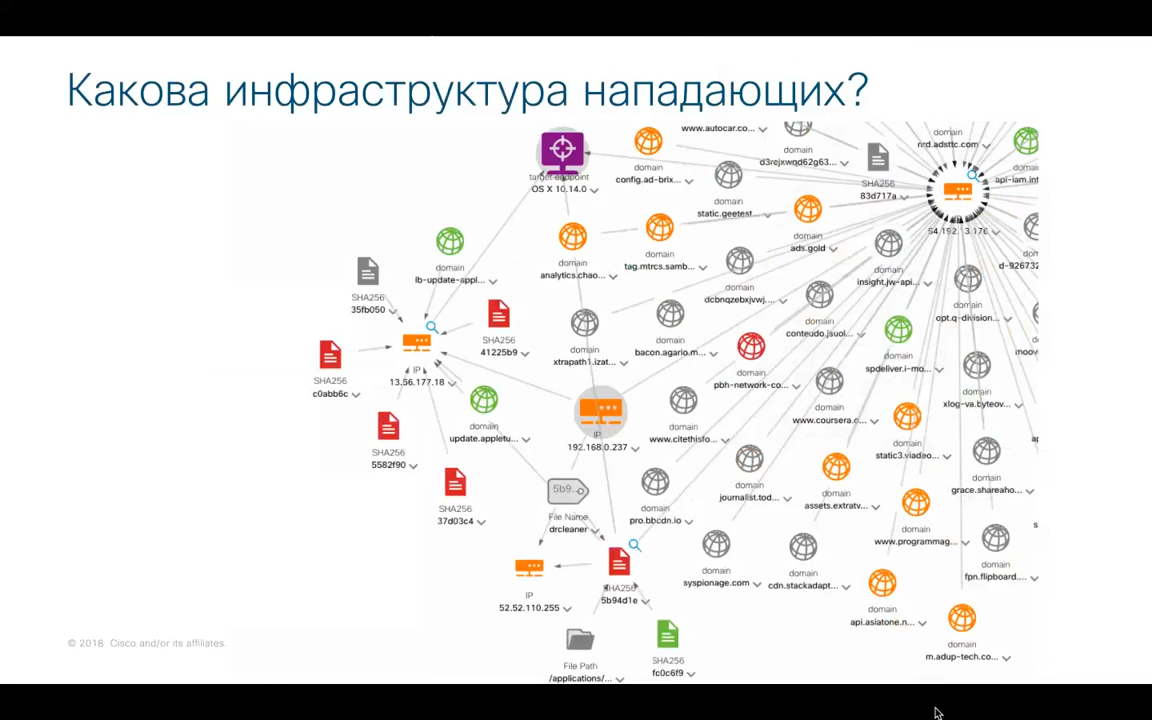 Какова инфраструктура нападающих?
www.autocar.co...
domain
config.ad-brix...
domain
d3rejxwqd62g63...
domain
nrd.adsttc.com
api-iam.int
target endpoint
OS X 10.14.0
SHA256
83d717a
domain
static.geetest
54.192.13.176
domain
ads.gold
domain
lb-update-appl...
domain
analytics.chao...
domain
tag.mtrcs.samb...
domain
insight.jw-api...
d-926732
SHA256
35fb050
domain
dcbnqzebxjvwj...
domain
opt.q-division...
SHA256
41225b9
domain
xtrapath1.izat...
domain
bacon.agario.m...
domain
conteudo.jsuol...
domain
spdeliver.i-mo...
moov
SHA256
c0abb6c
IP
13.56.177.18
domain
pbh-network-co...
domain
xlog-va.byteov...
domain
update.appletu...
IP
192.168.0.237
domain
www.citethisfo...
domain
www.coursera.c...
domain
static3.viadeo...
SHA256
5582f90
domain
journalist.tod...
domain
assets.extratv...
domain
grace.shareaho...
SHA256
37d03c4
5b9...
File Name
drcleaner
domain
pro.bbcdn.io
domain
www.programmag...
domain
syspionage.com
domain
cdn.stackadapt...
domain
fpn.flipboard....
IP
52.52.110.255
SHA256
5b94d1e
domain
api.asiatone.n...
domain
m.adup-tech.co...
File Path
/applications/...
SHA256
fc0c6f9
© 2018 Cisco and/or its affiliates.